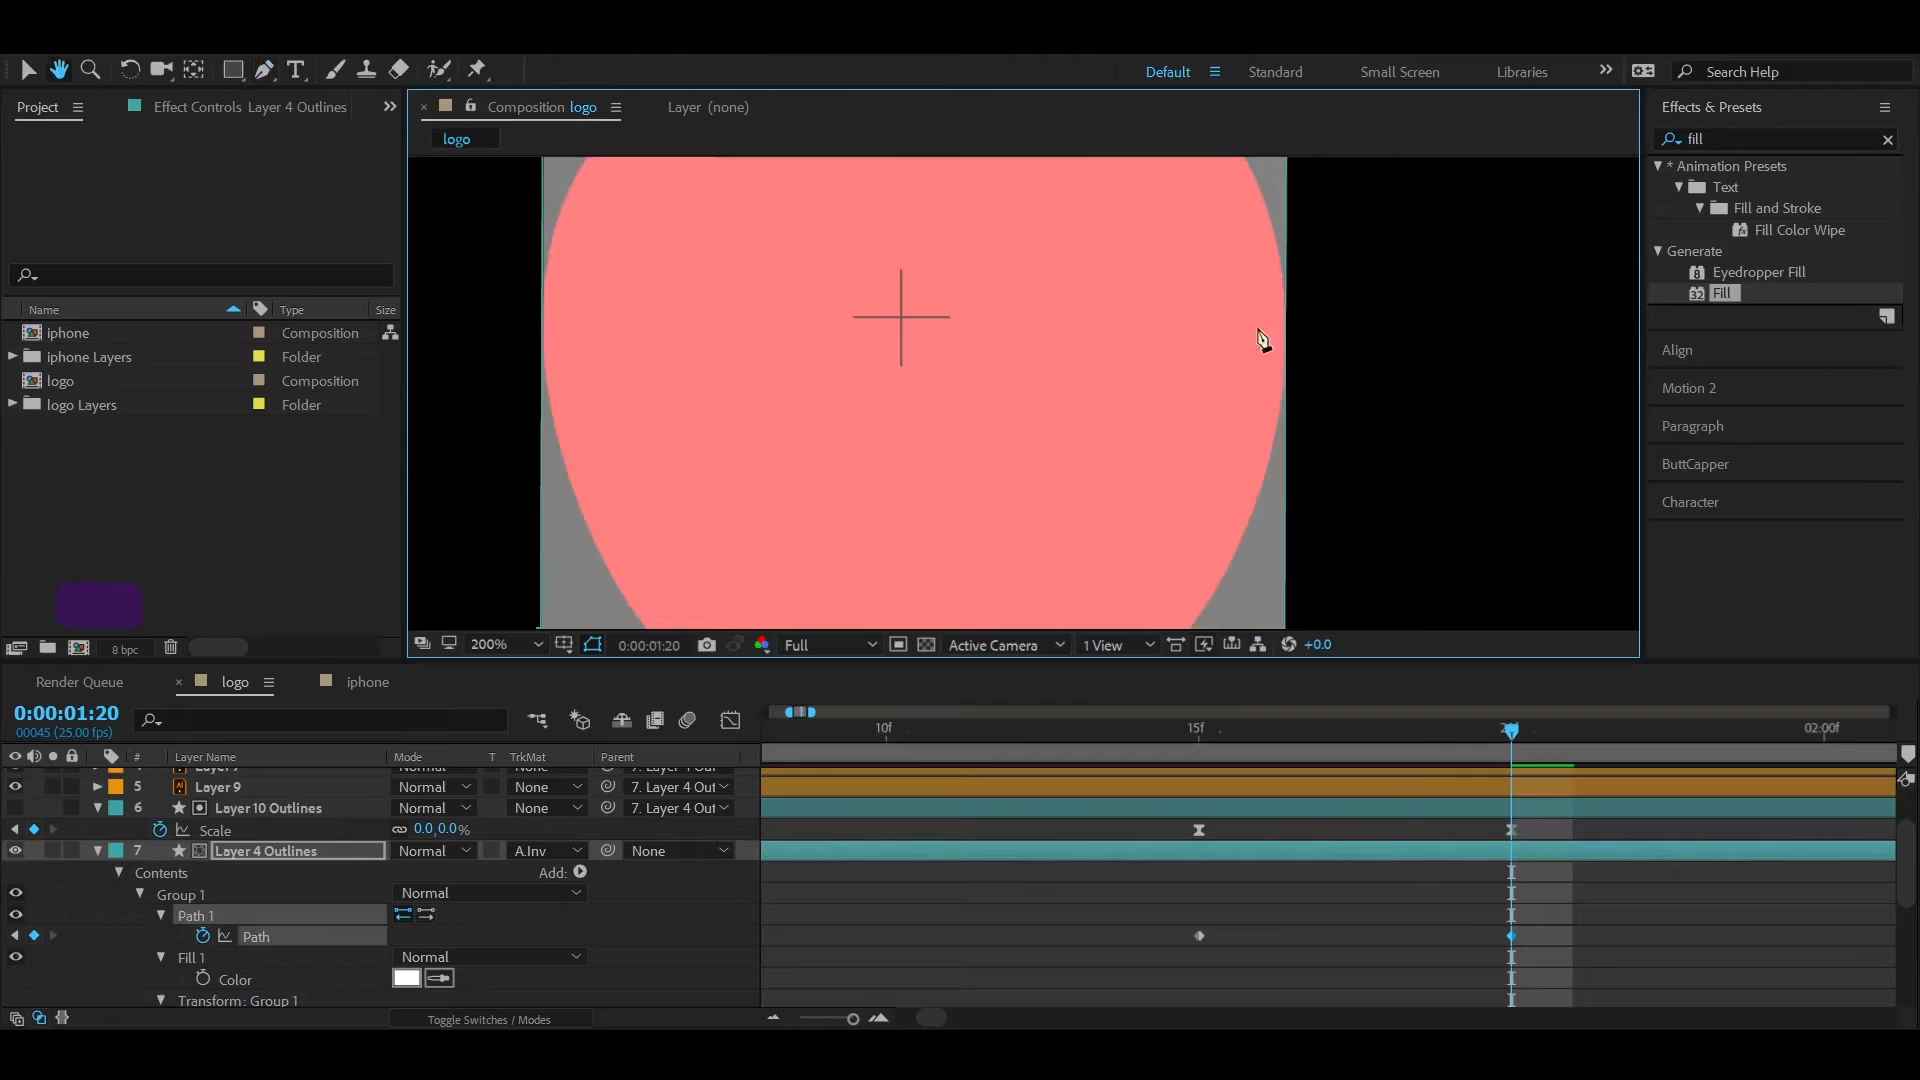 Default
Standard
Small Screen
Libraries
Search Help
Project
Effect Controls Layer 4 Outlines
Composition logo
Layer (none)
Effects & Presets
logo
fill
* Animation Presets
Text
Fill and Stroke
Fill Color Wipe
Generate
Eyedropper Fill
Fill
Name
Type
Size
iphone
Composition
iphone Layers
Folder
logo
Composition
logo Layers
Folder
Align
Motion 2
Paragraph
ButtCapper
Character
8 bpc
200%
0:00:01:20
Full
Active Camera
1 View
+0.0
Render Queue
logo
iphone
0:00:01:20
00045 (25.00 fps)
10f
15f
02:00f
#
Layer Name
Mode
T
TrkMat
Parent
5
Layer 9
Normal
None
7. Layer 4 Out
6
Layer 10 Outlines
Normal
None
7. Layer 4 Out
Scale
0.0,0.0%
7
Layer 4 Outlines
Normal
A.Inv
None
Contents
Add:
Group 1
Normal
Path 1
Path
Fill 1
Normal
Color
Transform: Group 1
Toggle Switches / Modes